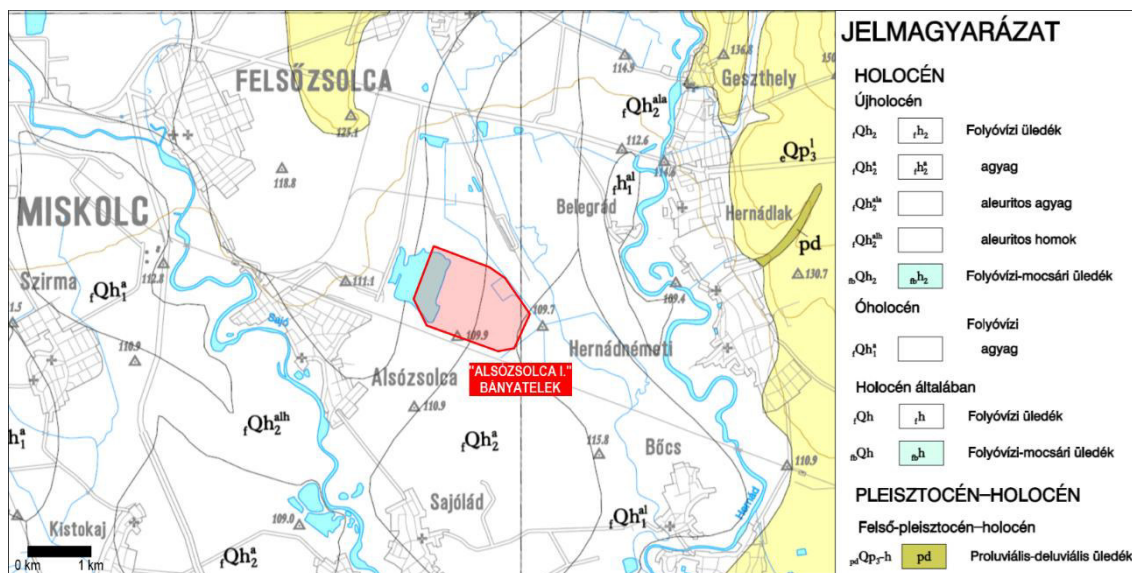 FELSŐZSOLCA
MISKOLC
Szirma
112.8
1.5
fQh₁ᵃ
110.9
Sajó
125.1
118.8
111.1
114.9
136.8
150
Geszthely
fQh₂ᵃˡᵃ
112.6
114.6
eQp₃¹
fh₁ᵃˡ
Belegrád
Hernádlak
pd
130.7
109.4
109.7
109.9
Hernádnémeti
"ALSÓZSOLCA I."
BÁNYATELEK
Alsózsolca
110.9
fQh₂ᵃˡʰ
fQh₂ᵃ
h₁ᵃ
115.8
Bőcs
110.9
Sajólád
fQh₁ᵃˡ
Hernád
109.0
Kistokaj
fQh₂ᵃ
0 km 1 km
JELMAGYARÁZAT
HOLOCÉN
Újholocén
fQh₂ fh₂ Folyóvízi üledék
fQh₂ᵃ fh₂ᵃ agyag
fQh₂ᵃˡᵃ aleuritos agyag
fQh₂ᵃˡʰ aleuritos homok
fbQh₂ fbh₂ Folyóvízi-mocsári üledék
Óholocén
Folyóvízi
fQh₁ᵃ agyag
Holocén általában
fQh fh Folyóvízi üledék
fbQh fbh Folyóvízi-mocsári üledék
PLEISZTOCÉN–HOLOCÉN
Felső-pleisztocén–holocén
pdQp₃-h pd Proluviális-deluviális üledék